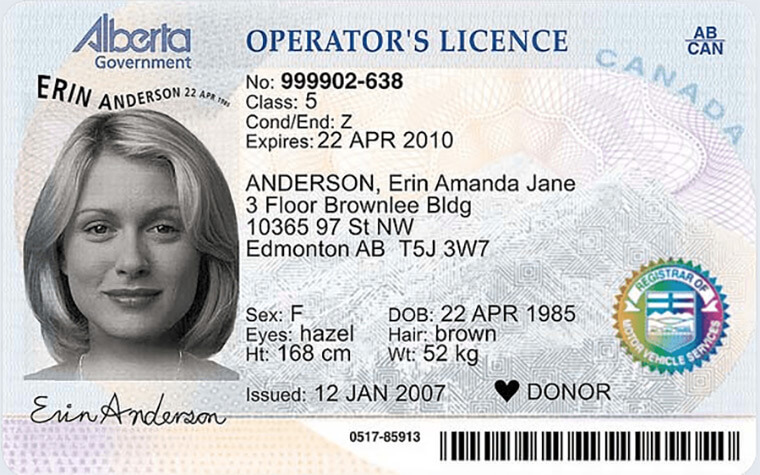 Alberta
Government
OPERATOR'S LICENCE
AB
CAN
CANADA
ERIN ANDERSON 22 APR 1985
No: 999902-638
Class: 5
Cond/End: Z
Expires: 22 APR 2010
ANDERSON, Erin Amanda Jane
3 Floor Brownlee Bldg
10365 97 St NW
Edmonton AB T5J 3W7
Sex: F DOB: 22 APR 1985
Eyes: hazel Hair: brown
Ht: 168 cm Wt: 52 kg
REGISTRAR OF
MOTOR VEHICLE SERVICES
Issued: 12 JAN 2007 ♥ DONOR
Erin Anderson
0517-85913